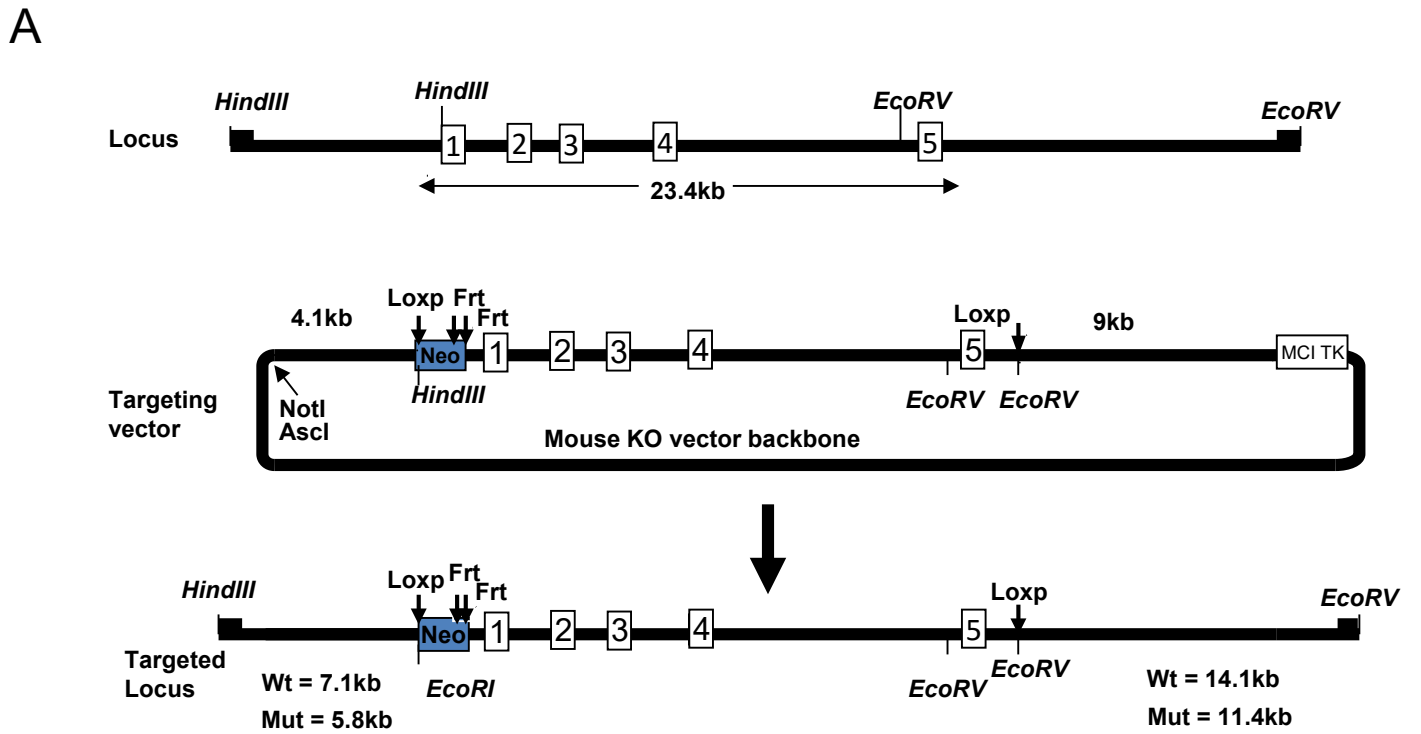 A
HindIII
HindIII
EcoRV
EcoRV
Locus
1
2
3
4
5
23.4kb
Loxp
Frt
Frt
4.1kb
Loxp
9kb
Neo
1
2
3
4
5
MCI TK
HindIII
EcoRV
EcoRV
Targeting
vector
NotI
AscI
Mouse KO vector backbone
HindIII
Loxp
Frt
Frt
Loxp
EcoRV
Neo
1
2
3
4
5
Targeted
Locus
Wt = 7.1kb
Mut = 5.8kb
EcoRI
EcoRV
EcoRV
Wt = 14.1kb
Mut = 11.4kb